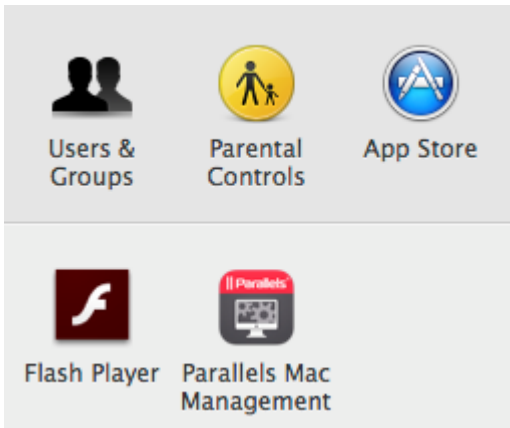 Users & Parental App Store
Groups Controls
|| Parallels
Flash Player Parallels Mac
Management